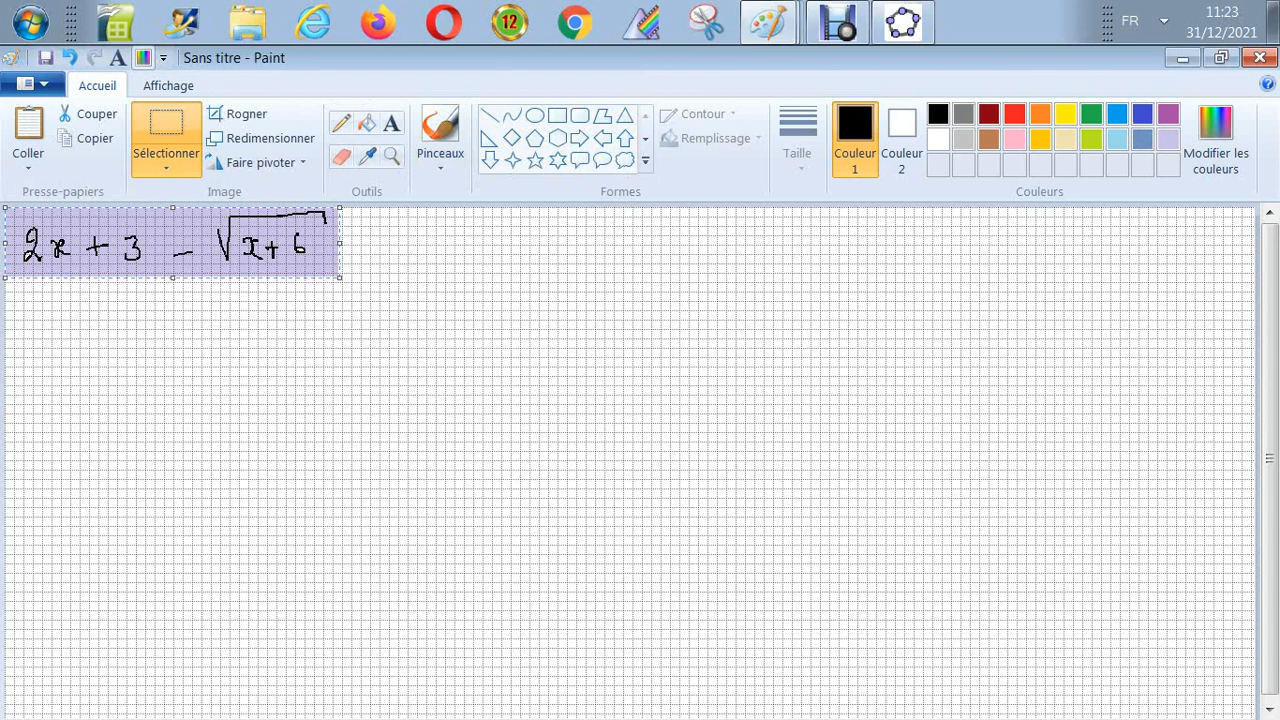 12
FR
11:23
31/12/2021
Sans titre - Paint
Accueil
Affichage
Coller
Couper
Copier
Presse-papiers
Sélectionner
Rogner
Redimensionner
Faire pivoter
Image
A
Outils
Pinceaux
Contour
Remplissage
Formes
Taille
Couleur 1
Couleur 2
Modifier les couleurs
Couleurs
2x + 3 - √x+6